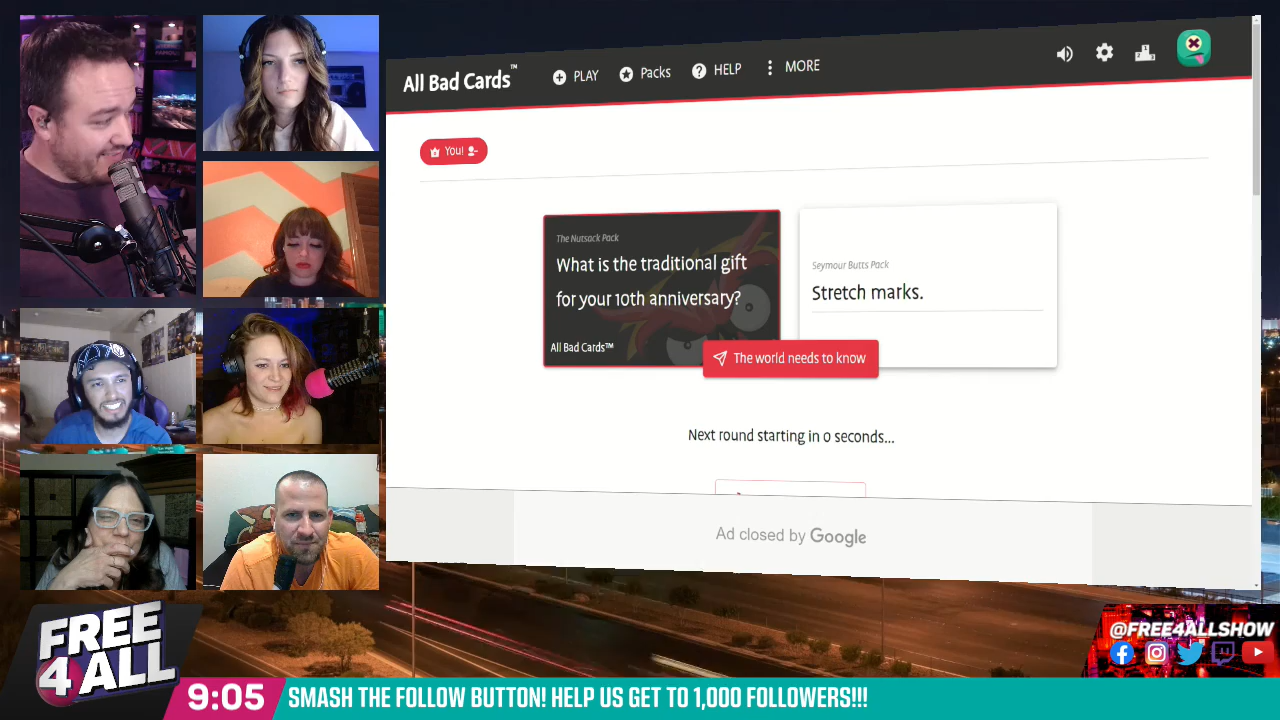 All Bad Cards™
PLAY
Packs
HELP
MORE
You!
The Nutsack Pack
What is the traditional gift
for your 10th anniversary?
All Bad Cards™
Seymour Butts Pack
Stretch marks.
The world needs to know
Next round starting in 0 seconds...
Ad closed by Google
FREE
4 ALL
@FREE4ALLSHOW
9:05
SMASH THE FOLLOW BUTTON! HELP US GET TO 1,000 FOLLOWERS!!!